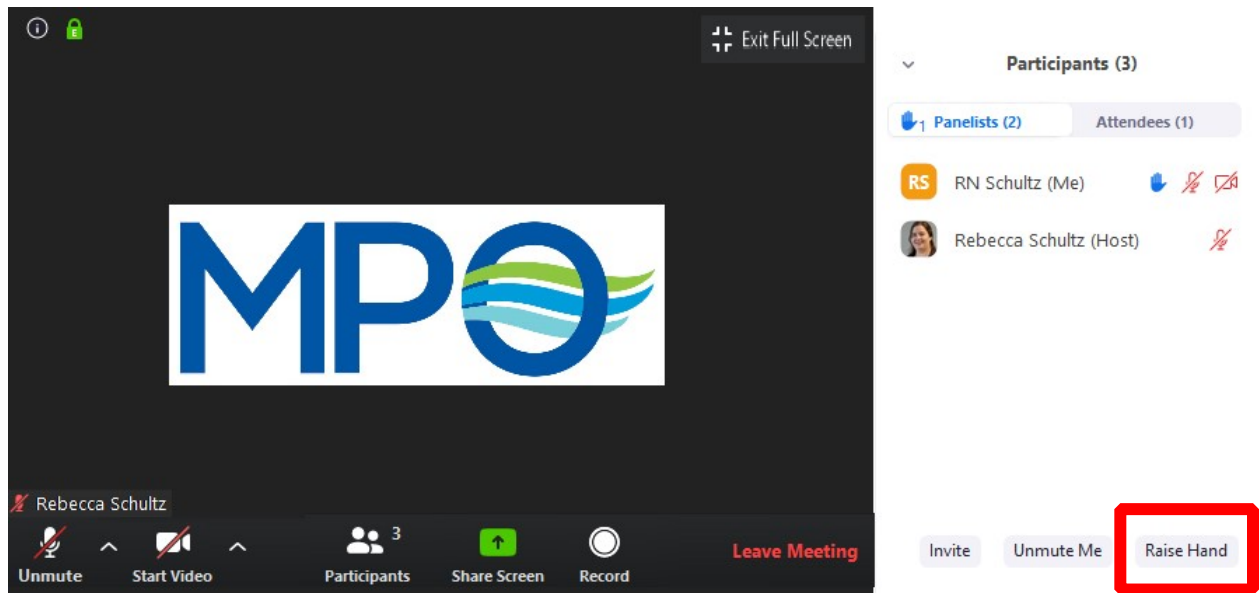 E
Exit Full Screen
MPO
Rebecca Schultz
Unmute
Start Video
3
Participants
Share Screen
Record
Leave Meeting
Participants (3)
1 Panelists (2)
Attendees (1)
RS RN Schultz (Me)
Rebecca Schultz (Host)
Invite
Unmute Me
Raise Hand